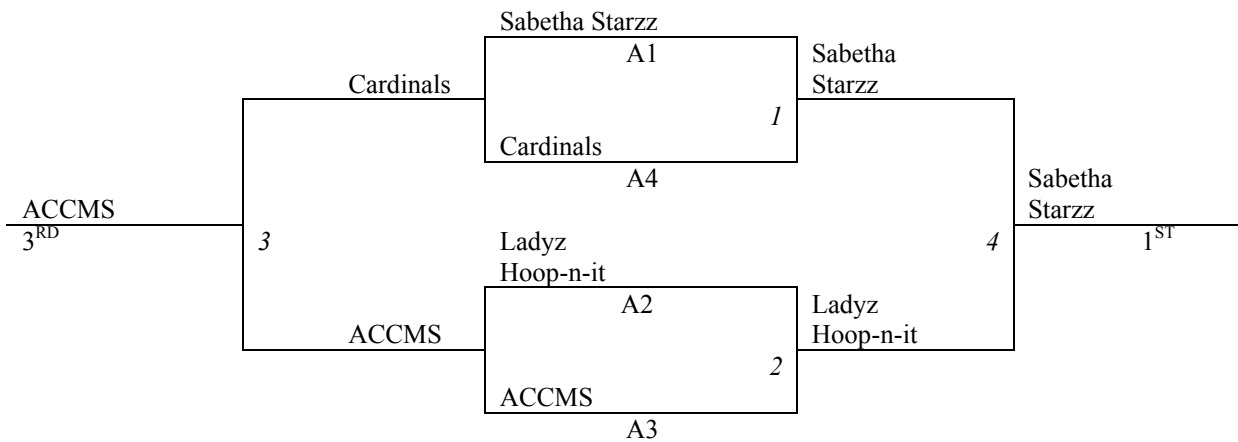 Sabetha Starzz
A1
Sabetha
Starzz
Cardinals
1
Cardinals
A4
Sabetha
Starzz
1ST
ACCMS
3RD
3
4
Ladyz
Hoop-n-it
A2
Ladyz
Hoop-n-it
ACCMS
2
ACCMS
A3